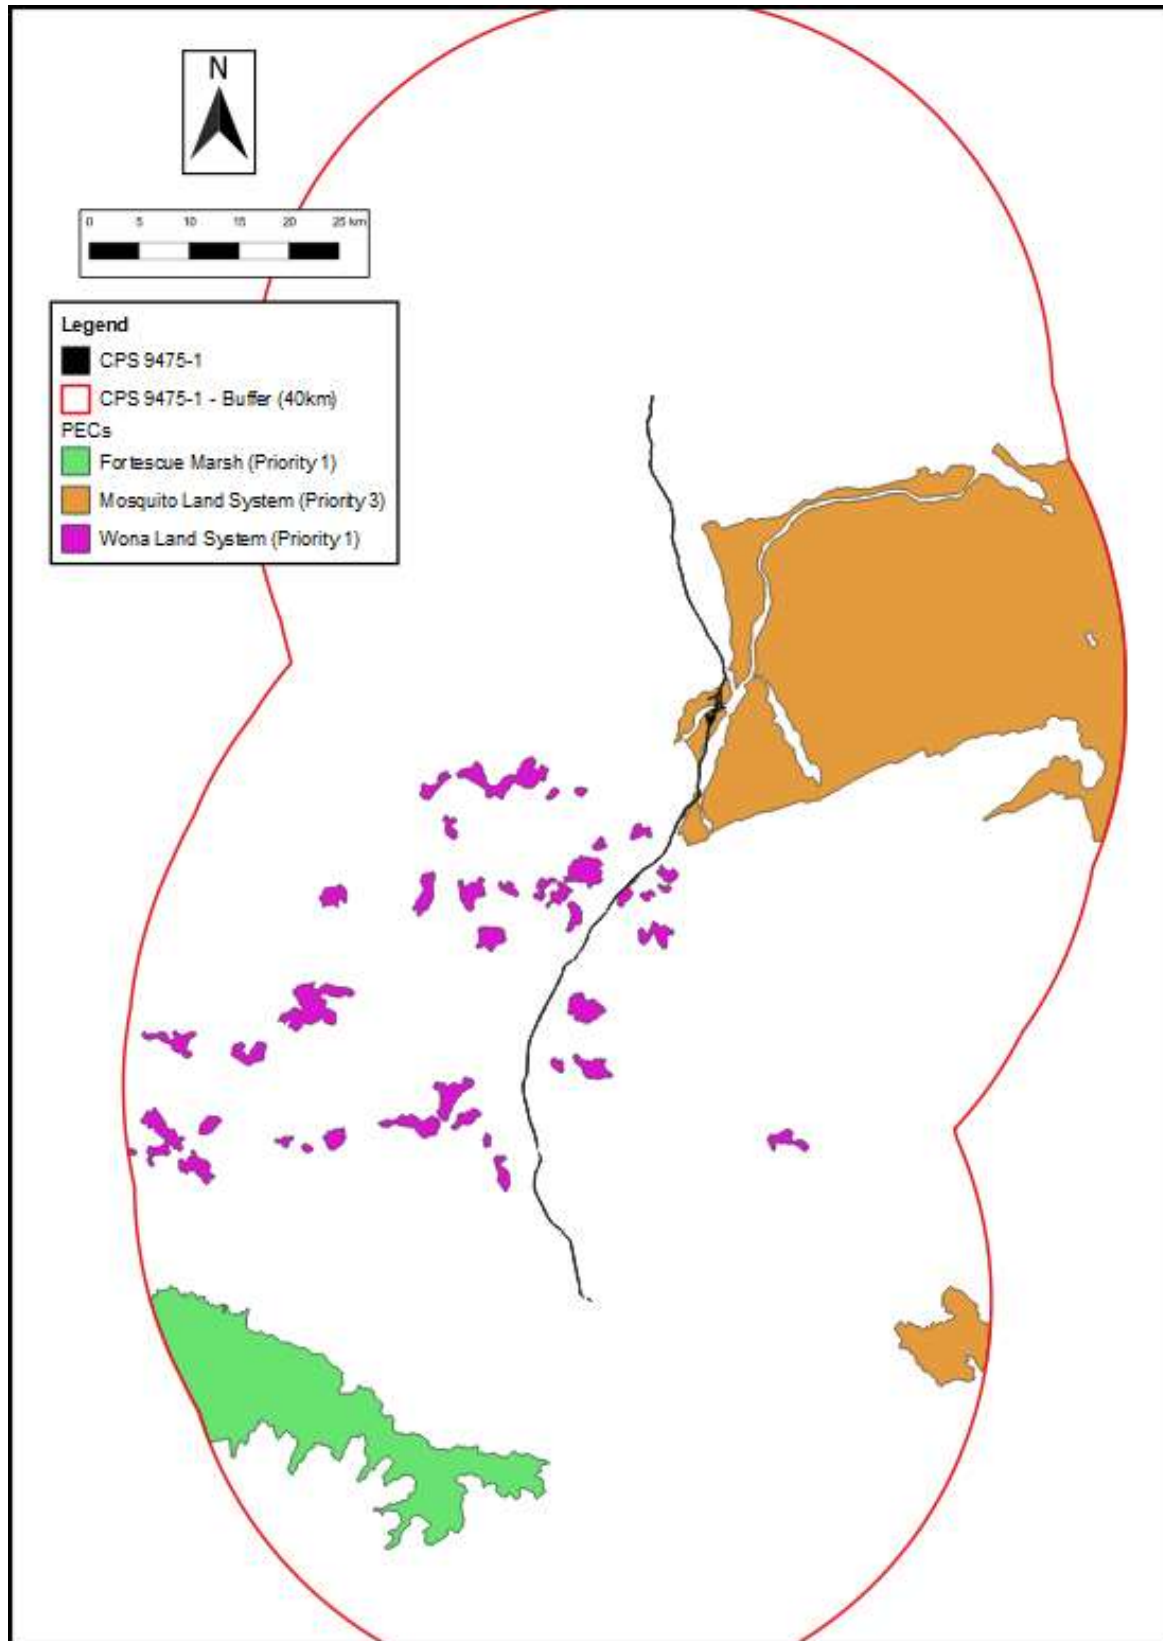 N
0 5 10 15 20 25 km
Legend
CPS 9475-1
CPS 9475-1 - Buffer (40km)
PECs
Fortescue Marsh (Priority 1)
Mosquito Land System (Priority 3)
Wona Land System (Priority 1)